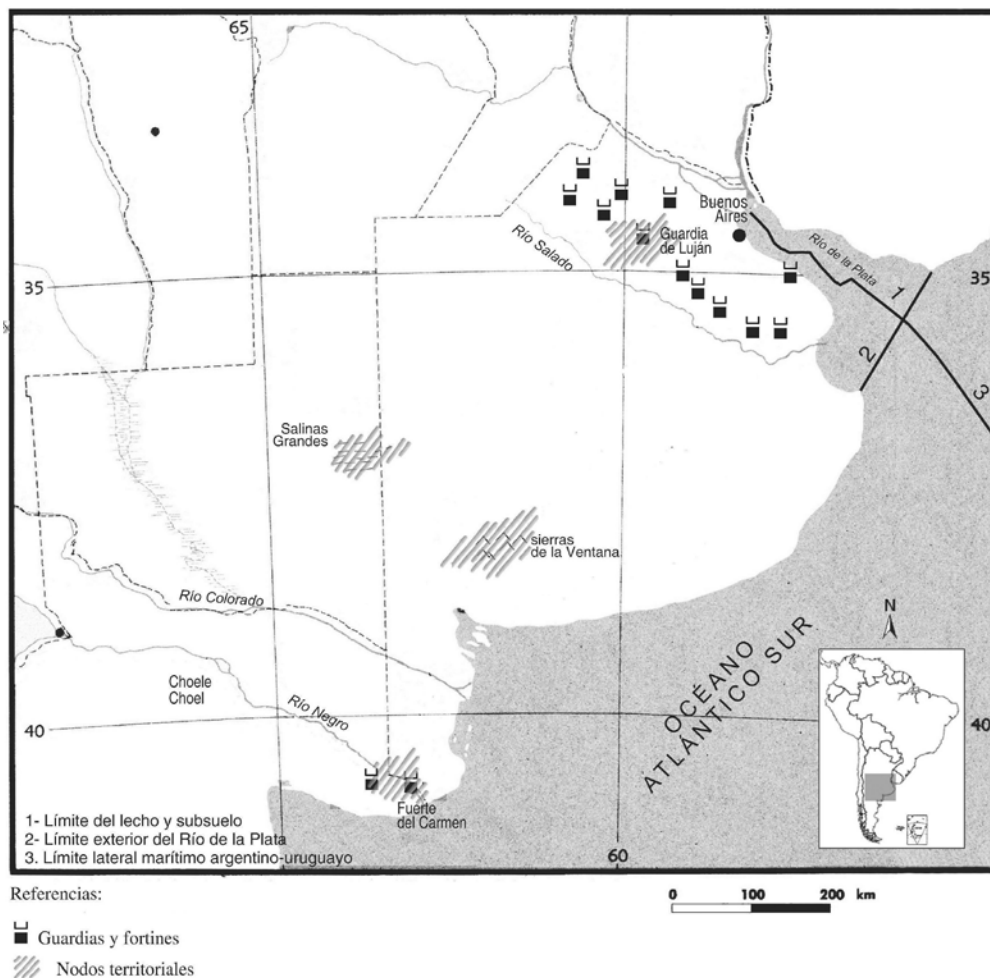 65
Buenos
Aires
Guardia
de Luján
Río Salado
Río de la Plata
35
35
1
2
3
Salinas
Grandes
sierras
de la Ventana
Río Colorado
N
Choele
Choel
Río Negro
OCÉANO
ATLÁNTICO SUR
40
40
Fuerte
del Carmen
1- Límite del lecho y subsuelo
2- Límite exterior del Río de la Plata
3. Límite lateral marítimo argentino-uruguayo
60
Referencias:
0 100 200 km
Guardias y fortines
Nodos territoriales